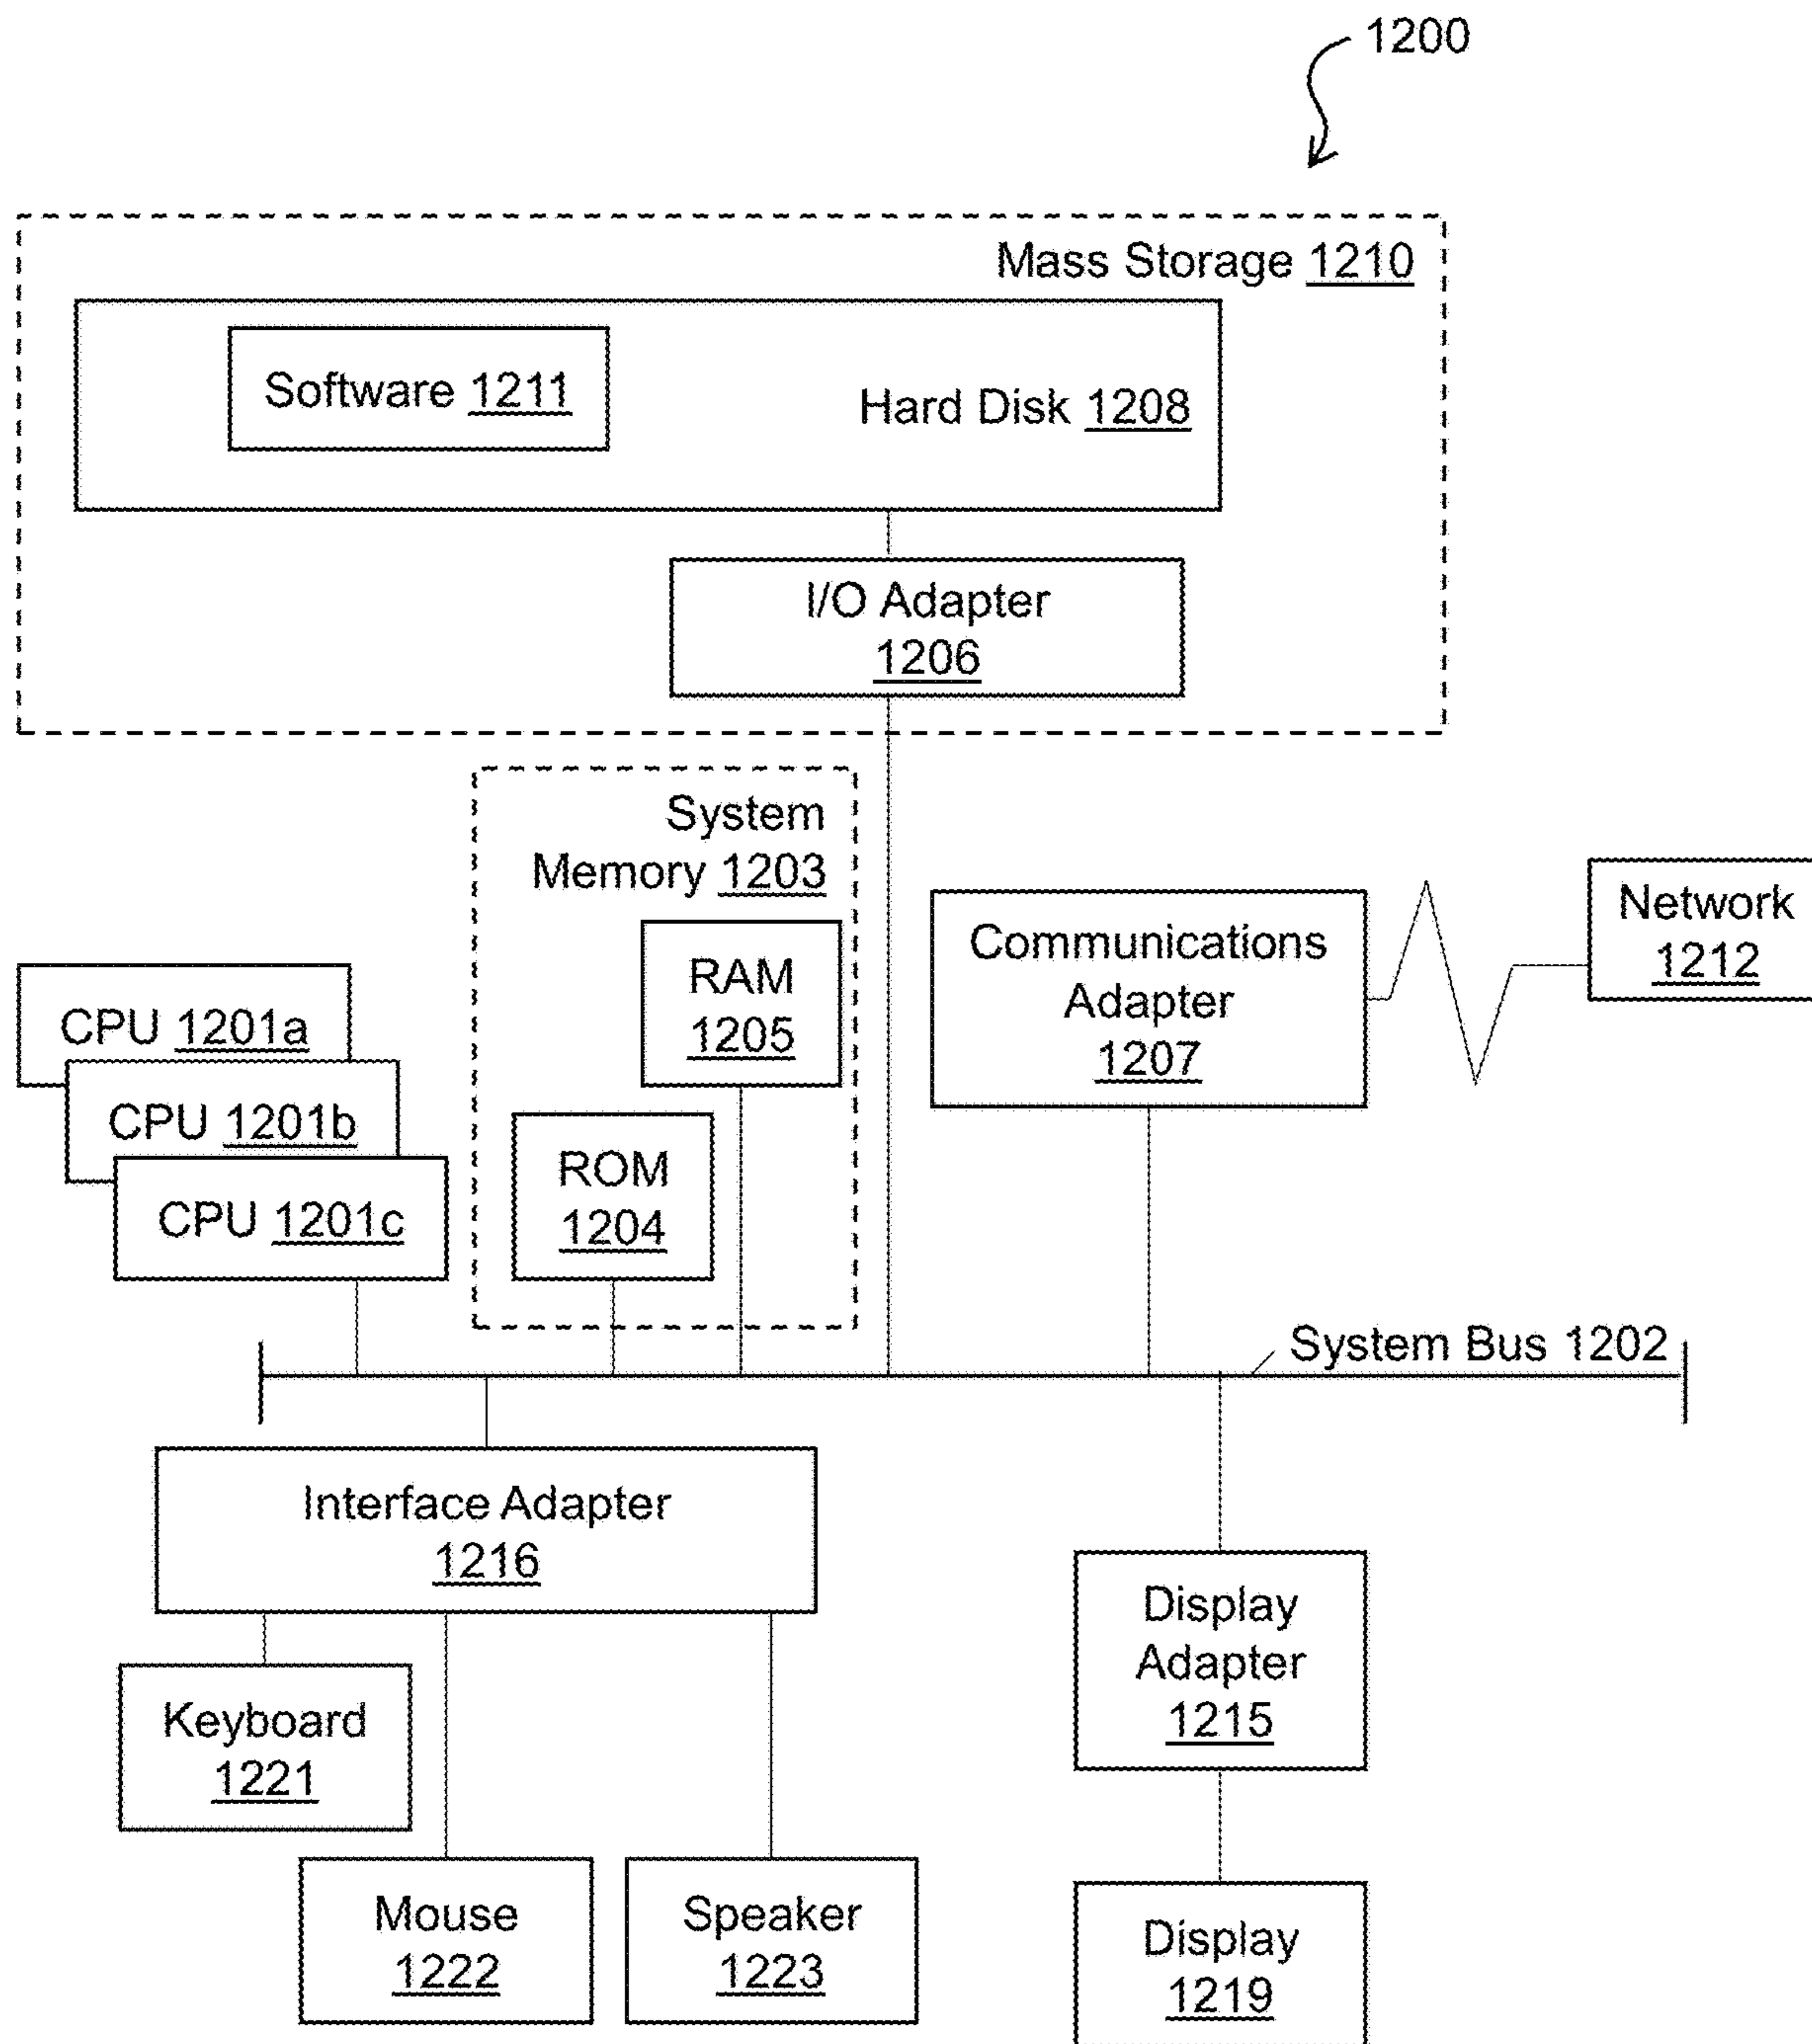 1200
Mass Storage 1210
Software 1211
Hard Disk 1208
I/O Adapter
1206
System
Memory 1203
RAM
1205
ROM
1204
CPU 1201a
CPU 1201b
CPU 1201c
Communications
Adapter
1207
Network
1212
System Bus 1202
Interface Adapter
1216
Keyboard
1221
Mouse
1222
Speaker
1223
Display
Adapter
1215
Display
1219